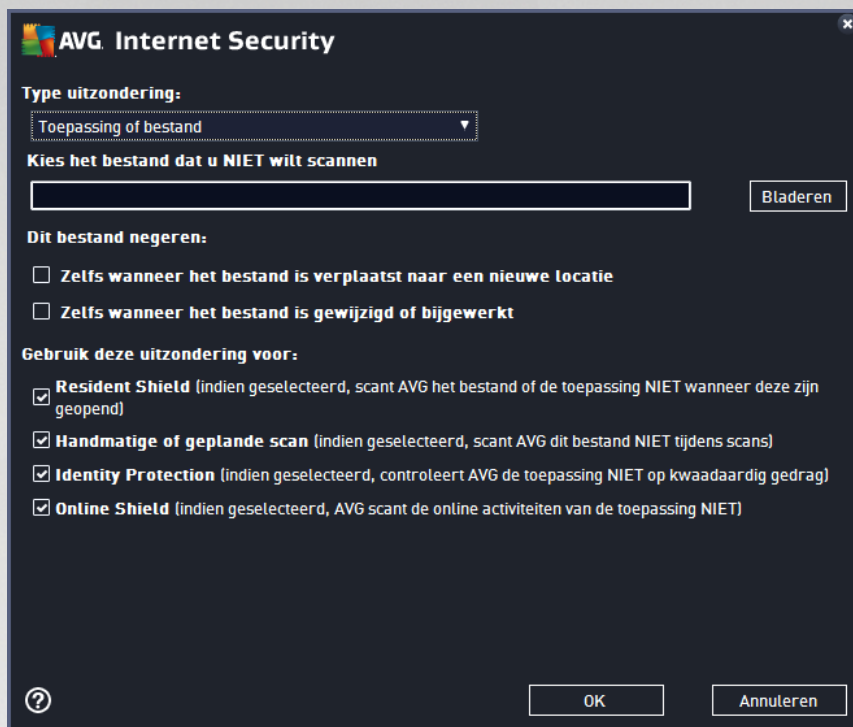 AVG. Internet Security
Type uitzondering:
Toepassing of bestand
Kies het bestand dat u NIET wilt scannen
Bladeren
Dit bestand negeren:
Zelfs wanneer het bestand is verplaatst naar een nieuwe locatie
Zelfs wanneer het bestand is gewijzigd of bijgewerkt
Gebruik deze uitzondering voor:
Resident Shield (indien geselecteerd, scant AVG het bestand of de toepassing NIET wanneer deze zijn
geopend)
Handmatige of geplande scan (indien geselecteerd, scant AVG dit bestand NIET tijdens scans)
Identity Protection (indien geselecteerd, controleert AVG de toepassing NIET op kwaadaardig gedrag)
Online Shield (indien geselecteerd, AVG scant de online activiteiten van de toepassing NIET)
?
OK
Annuleren